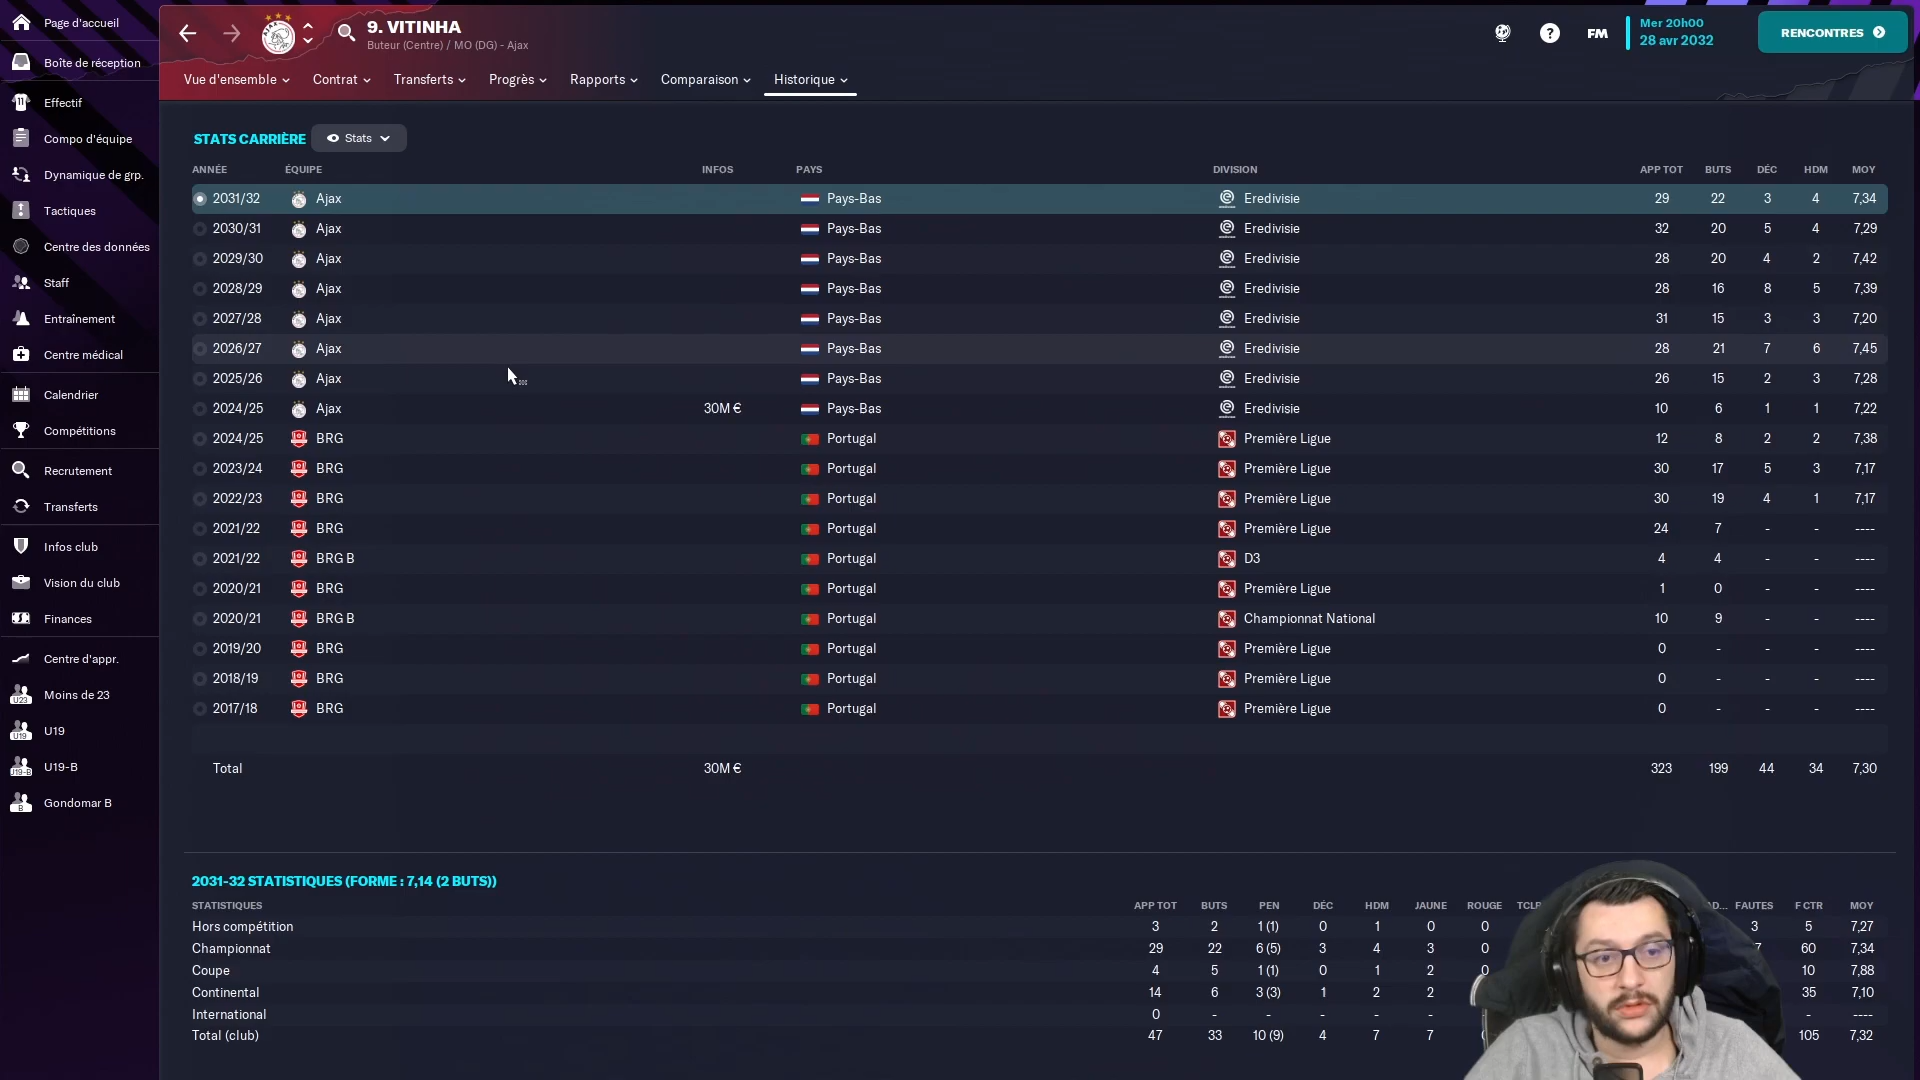 Page d'accueil
Boîte de réception
Effectif
Compo d'équipe
Dynamique de grp.
Tactiques
Centre des données
Staff
Entraînement
Centre médical
Calendrier
Compétitions
Recrutement
Transferts
Infos club
Vision du club
Finances
Centre d'appr.
Moins de 23
U19
U19-B
Gondomar B
9. VITINHA
Buteur (Centre) / MO (DG) - Ajax
FM
Mer 20h00
28 avr 2032
RENCONTRES
Vue d'ensemble Contrat Transferts Progrès Rapports Comparaison Historique
STATS CARRIÈRE Stats
ANNÉE ÉQUIPE INFOS PAYS DIVISION APP TOT BUTS DÉC HDM MOY
2031/32 Ajax Pays-Bas Eredivisie 29 22 3 4 7,34
2030/31 Ajax Pays-Bas Eredivisie 32 20 5 4 7,29
2029/30 Ajax Pays-Bas Eredivisie 28 20 4 2 7,42
2028/29 Ajax Pays-Bas Eredivisie 28 16 8 5 7,39
2027/28 Ajax Pays-Bas Eredivisie 31 15 3 3 7,20
2026/27 Ajax Pays-Bas Eredivisie 28 21 7 6 7,45
2025/26 Ajax Pays-Bas Eredivisie 26 15 2 3 7,28
2024/25 Ajax 30M € Pays-Bas Eredivisie 10 6 1 1 7,22
2024/25 BRG Portugal Première Ligue 12 8 2 2 7,38
2023/24 BRG Portugal Première Ligue 30 17 5 3 7,17
2022/23 BRG Portugal Première Ligue 30 19 4 1 7,17
2021/22 BRG Portugal Première Ligue 24 7 - - ----
2021/22 BRG B Portugal D3 4 4 - - ----
2020/21 BRG Portugal Première Ligue 1 0 - - ----
2020/21 BRG B Portugal Championnat National 10 9 - - ----
2019/20 BRG Portugal Première Ligue 0 - - - ----
2018/19 BRG Portugal Première Ligue 0 - - - ----
2017/18 BRG Portugal Première Ligue 0 - - - ----
Total 30M € 323 199 44 34 7,30
2031-32 STATISTIQUES (FORME : 7,14 (2 BUTS))
STATISTIQUES APP TOT BUTS PEN DÉC HDM JAUNE ROUGE FAUTES F CTR MOY
Hors compétition 3 2 1 (1) 0 1 0 0 3 5 7,27
Championnat 29 22 6 (5) 3 4 3 0 60 7,34
Coupe 4 5 1 (1) 0 1 2 0 10 7,88
Continental 14 6 3 (3) 1 2 2 35 7,10
International 0 - - - - - - - ----
Total (club) 47 33 10 (9) 4 7 7 105 7,32